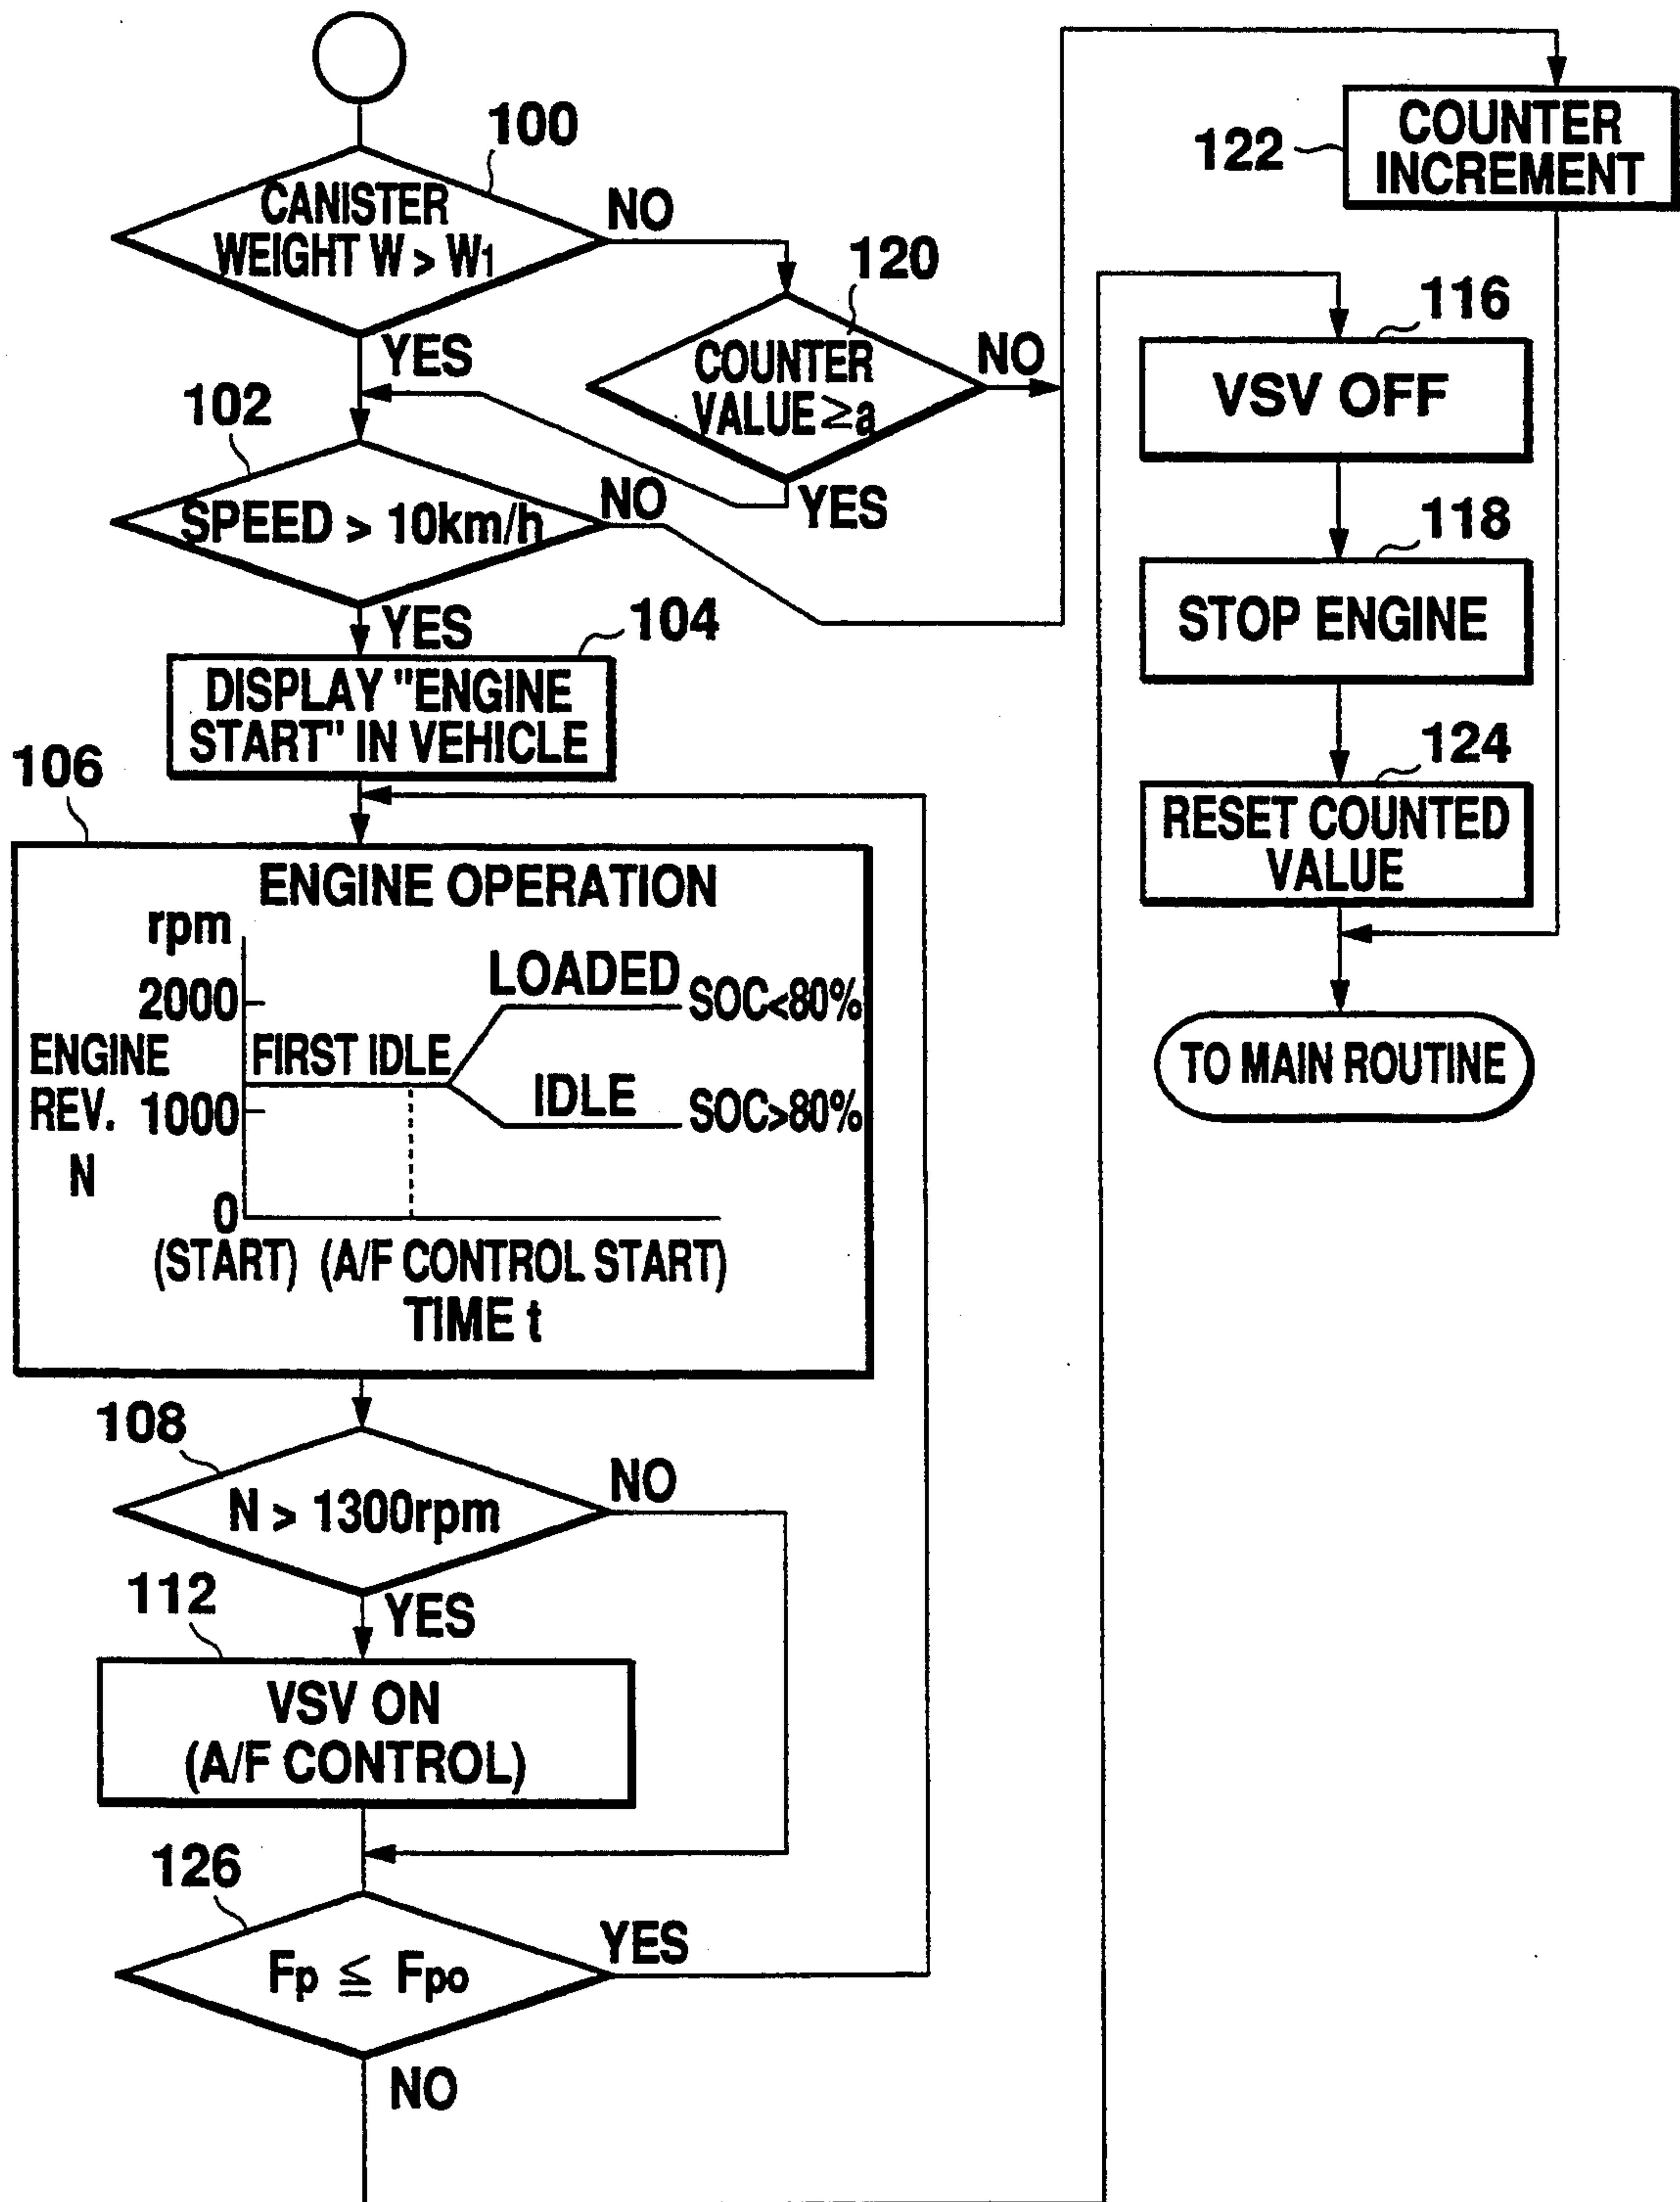 100
CANISTER
WEIGHT W > W1
NO
YES
120
COUNTER
VALUE ≥a
NO
YES
102
SPEED > 10km/h
NO
YES
104
DISPLAY "ENGINE
START" IN VEHICLE
106
ENGINE OPERATION
rpm
2000
LOADED
SOC<80%
ENGINE
REV.
N
FIRST IDLE
1000
IDLE
SOC>80%
0
(START) (A/F CONTROL START)
TIME t
108
N > 1300rpm
NO
YES
112
VSV ON
(A/F CONTROL)
126
Fp ≦ Fpo
YES
NO
122
COUNTER
INCREMENT
116
VSV OFF
118
STOP ENGINE
124
RESET COUNTED
VALUE
TO MAIN ROUTINE